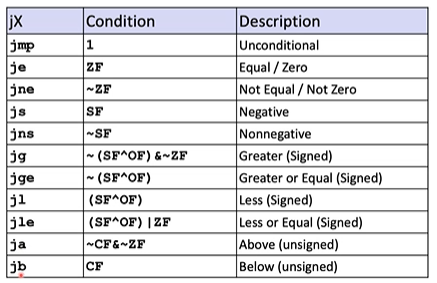 jX Condition Description
jmp 1 Unconditional
je ZF Equal / Zero
jne ~ZF Not Equal / Not Zero
js SF Negative
jns ~SF Nonnegative
jg ~(SF^OF)&~ZF Greater (Signed)
jge ~(SF^OF) Greater or Equal (Signed)
jl (SF^OF) Less (Signed)
jle (SF^OF)|ZF Less or Equal (Signed)
ja ~CF&~ZF Above (unsigned)
jb CF Below (unsigned)